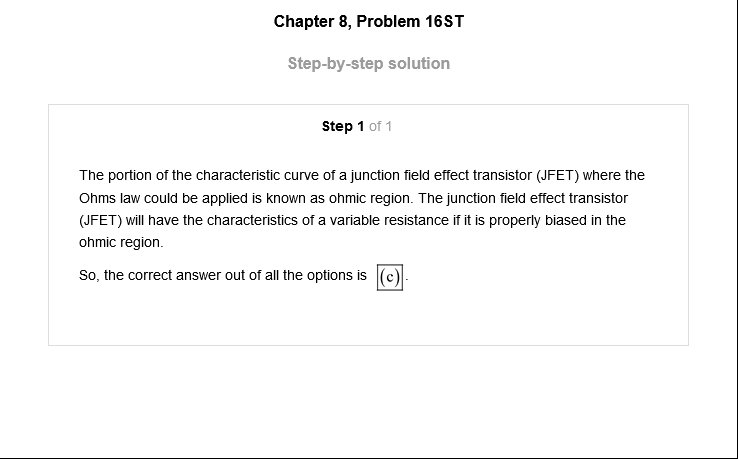 Chapter 8, Problem 16ST
Step-by-step solution
Step 1 of 1
The portion of the characteristic curve of a junction field effect transistor (JFET) where the
Ohms law could be applied is known as ohmic region. The junction field effect transistor
(JFET) will have the characteristics of a variable resistance if it is properly biased in the
ohmic region.
So, the correct answer out of all the options is (c).